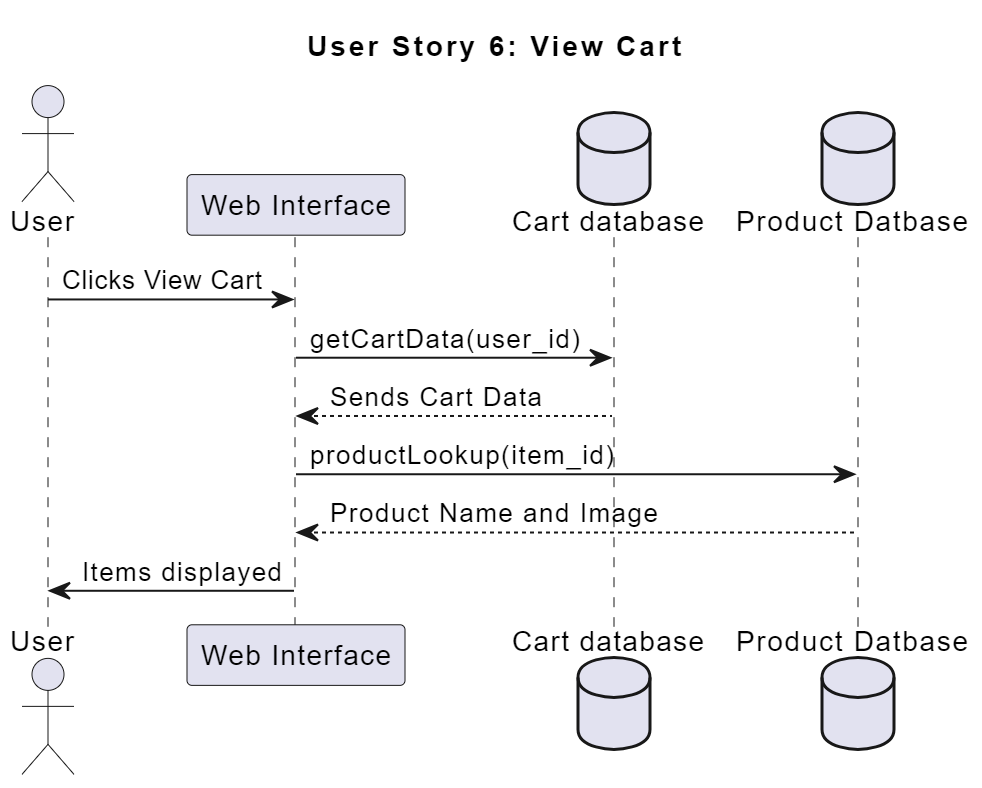 User Story 6: View Cart
User
Web Interface
Cart database
Product Datbase
Clicks View Cart
getCartData(user_id)
Sends Cart Data
productLookup(item_id)
Product Name and Image
Items displayed
User
Web Interface
Cart database
Product Datbase